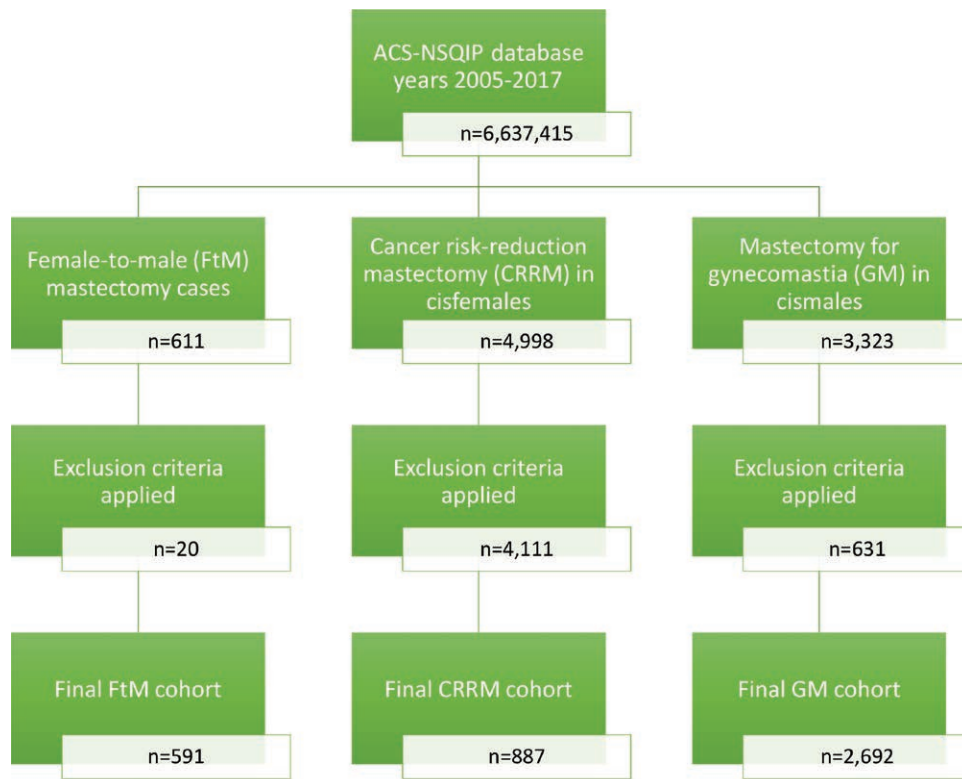 ACS-NSQIP database
years 2005-2017
n=6,637,415
Female-to-male (FtM)
mastectomy cases
n=611
Cancer risk-reduction
mastectomy (CRRM) in
cisfemales
n=4,998
Mastectomy for
gynecomastia (GM) in
cismales
n=3,323
Exclusion criteria
applied
n=20
Exclusion criteria
applied
n=4,111
Exclusion criteria
applied
n=631
Final FtM cohort
n=591
Final CRRM cohort
n=887
Final GM cohort
n=2,692